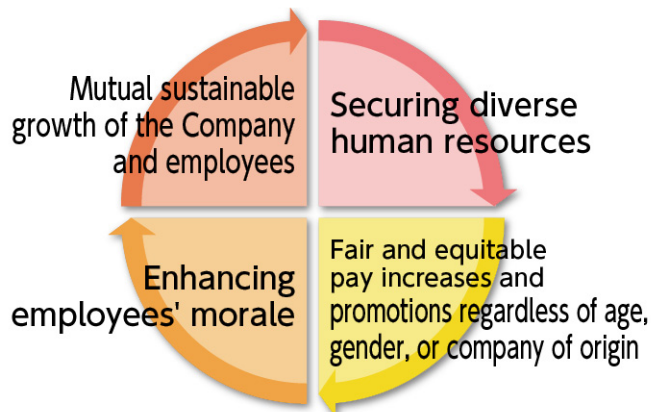 Mutual sustainable
growth of the Company
and employees
Securing diverse
human resources
Fair and equitable
pay increases and
promotions regardless of age,
gender, or company of origin
Enhancing
employees' morale